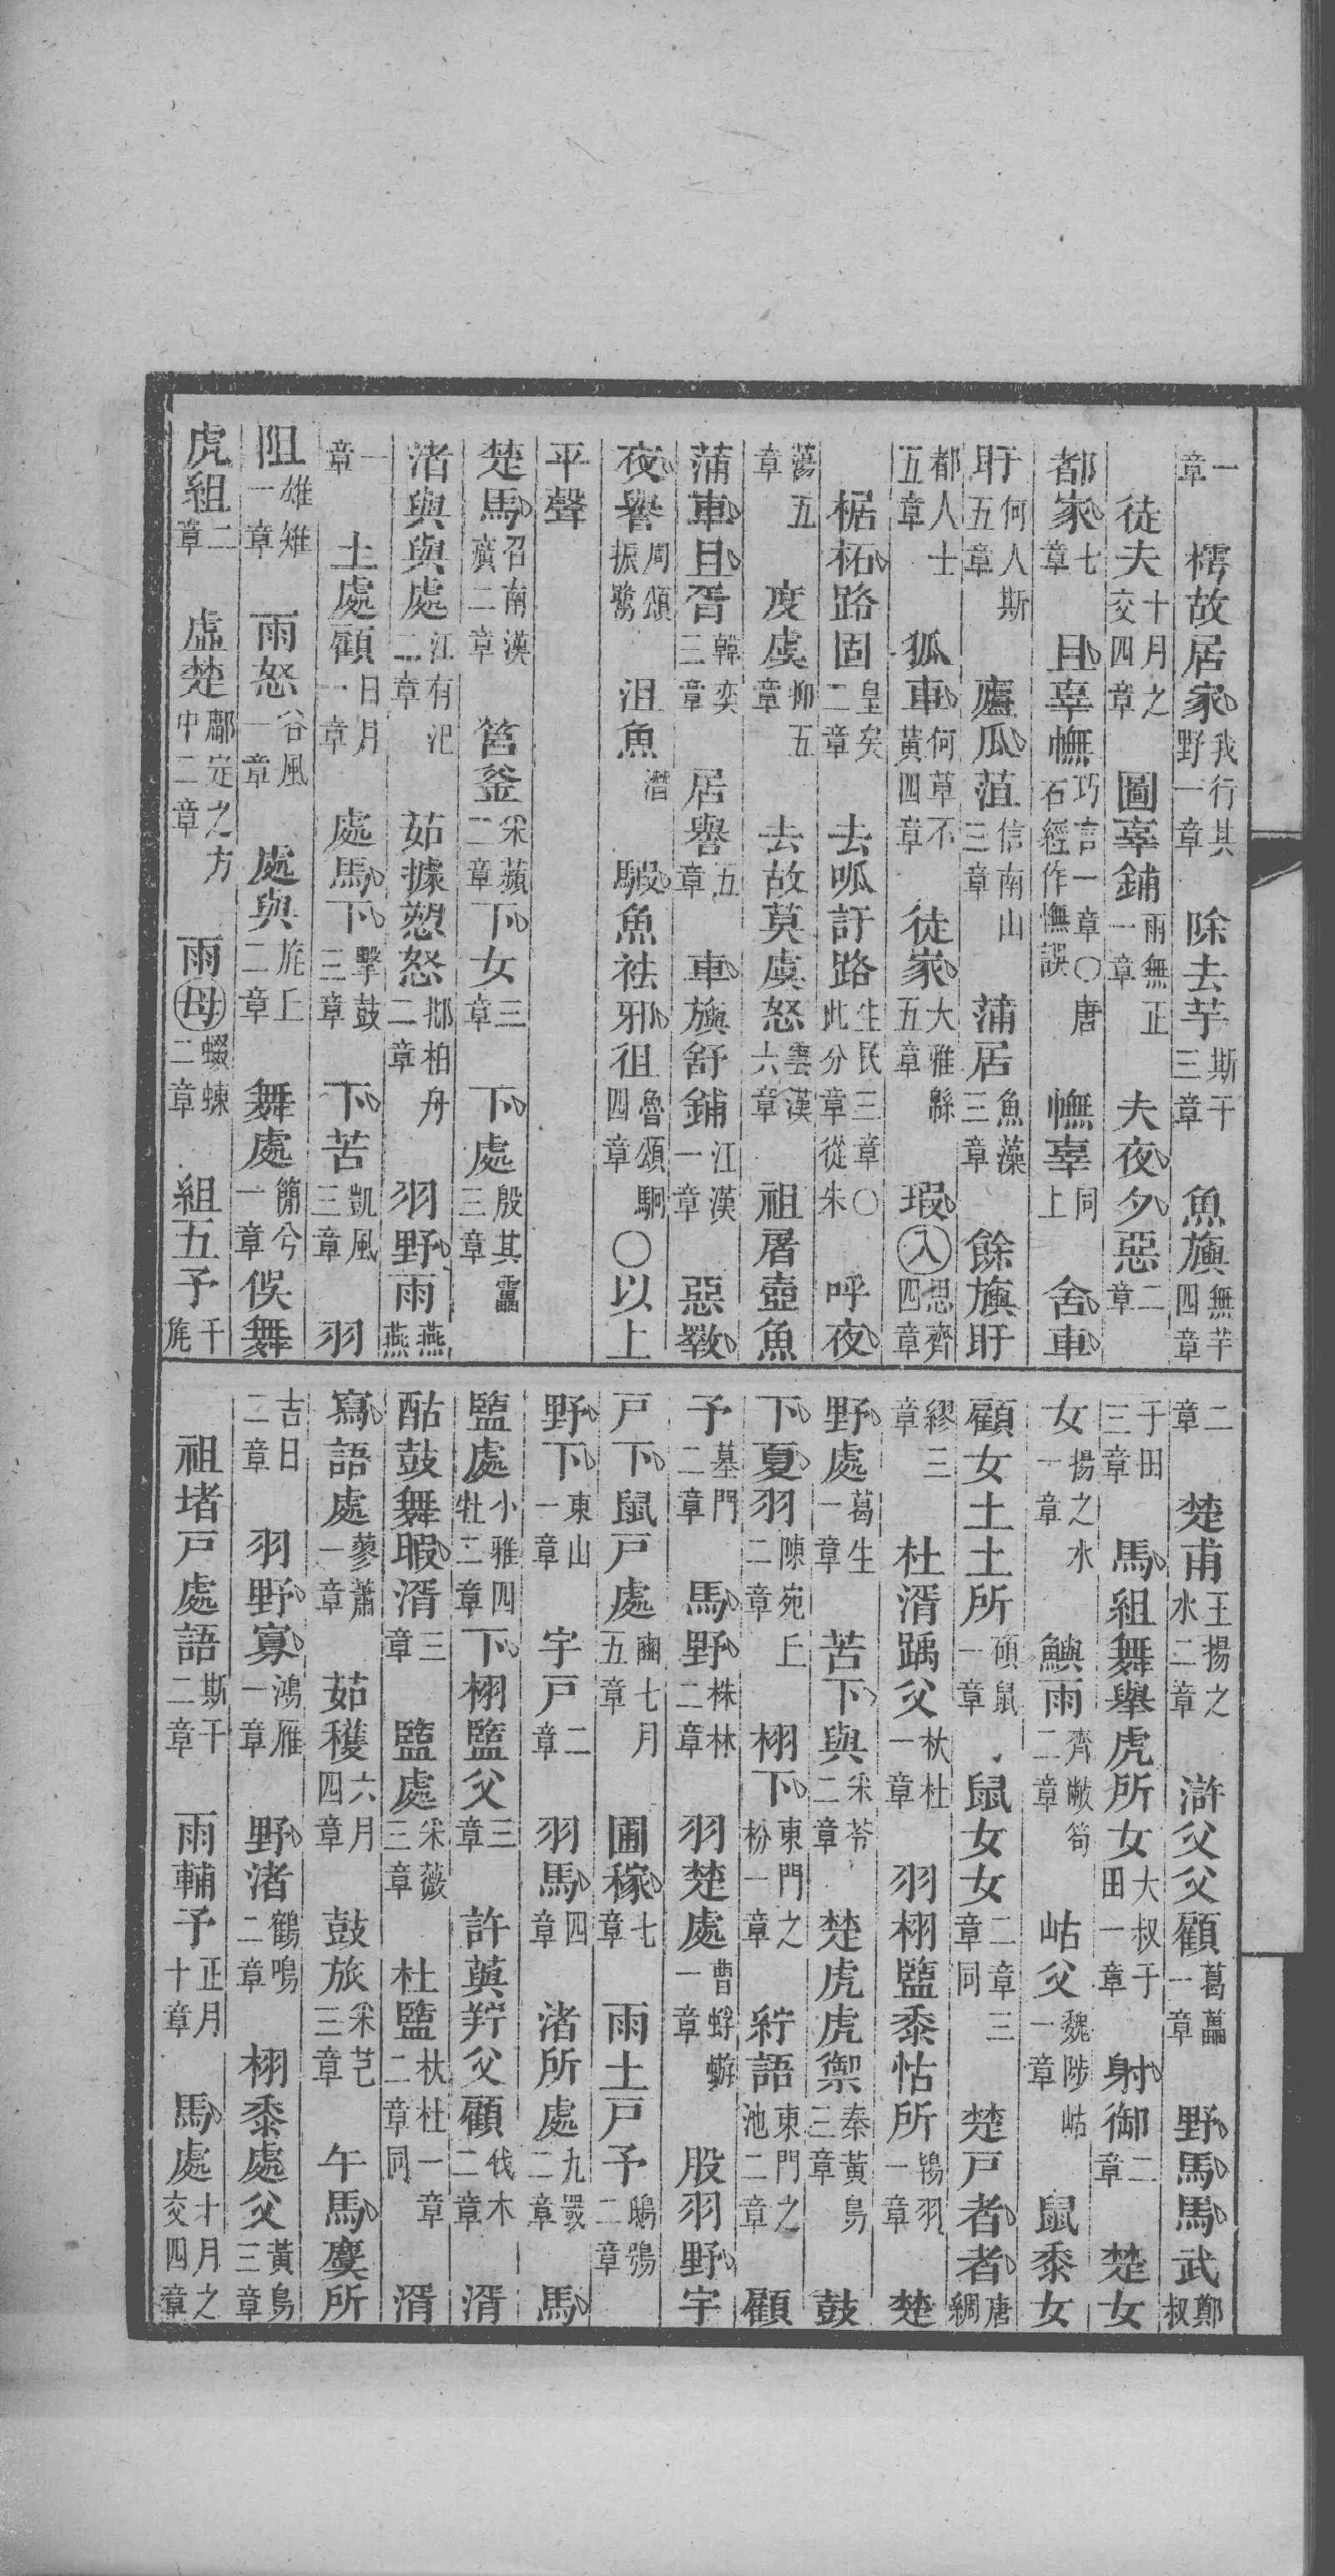 一章　樗故居家我行其野一章　除去芋斯干三章　魚旟無羊四章
徒夫十月之交四章　圖辜鋪雨無正一章　夫夜夕惡二章
都家七章　且辜幠巧言一章〇唐石經作憮誤　幠辜同上　舍車
盱何人斯五章　廬瓜菹信南山三章　蒲居魚藻三章　餘旟盱
都人士五章　狐車何草不黃四章　徒家大雅緜五章　瑕入思齊四章
椐柘路固皇矣二章　去呱訏路生民三章〇此分章從朱　呼夜
蕩五章　度虞抑五章　去故莫虞怒雲漢六章　祖屠壺魚
蒲車且胥韓奕三章　居譽五章　車旟舒鋪江漢一章　惡斁
夜譽周頌振鷺　沮魚潛　騢魚祛邪徂魯頌駉四章　〇以上
平聲
楚馬召南漢廣二章　筥釜采蘋二章　下女三章　下處殷其靁三章
渚與與處江有汜二章　茹據愬怒邶柏舟二章　羽野雨燕燕
一章　土處顧日月一章　處馬下擊鼓三章　下苦凱風三章　羽
阻雄雉一章　雨怒谷風一章　處與旄丘二章　舞處簡兮一章　俁舞
虎組二章　虛楚鄘定之方中二章　雨母蝃蝀二章　組五予干旄
二章　楚甫王揚之水二章　滸父父顧葛藟一章　野馬馬武鄭叔
于田三章　馬組舞舉虎所女大叔于田一章　射御二章　楚女
女揚之水一章　鱮雨齊敝笱二章　岵父魏陟岵一章　鼠黍女
顧女土土所碩鼠一章　鼠女女二章三章同　楚戶者者唐綢
繆三章　杜湑踽父杕杜一章　羽栩盬黍怙所鴇羽一章　楚
野處葛生一章　苦下與采苓二章　楚虎虎禦秦黃鳥三章　鼓
下夏羽陳宛丘二章　栩下東門之枌一章　紵語東門之池二章　顧
予墓門二章　馬野株林二章　羽楚處曹蜉蝣一章　股羽野宇
戶下鼠戶處豳七月五章　圃稼七章　雨土戶予鴟鴞二章
野下東山一章　宇戶二章　羽馬四章　渚所處九罭二章　馬
盬處小雅四牡二章　下栩盬父三章　許藇羜父顧伐木二章　湑
酤鼓舞暇湑三章　盬處采薇三章　杜盬杕杜一章二章同　湑
寫語處蓼蕭一章　茹穫六月四章　鼓旅采芑三章　午馬麌所
吉日二章　羽野寡鴻雁一章　野渚鶴鳴二章　栩黍處父黃鳥三章
祖堵戶處語斯干二章　雨輔予正月十章　馬處十月之交四章